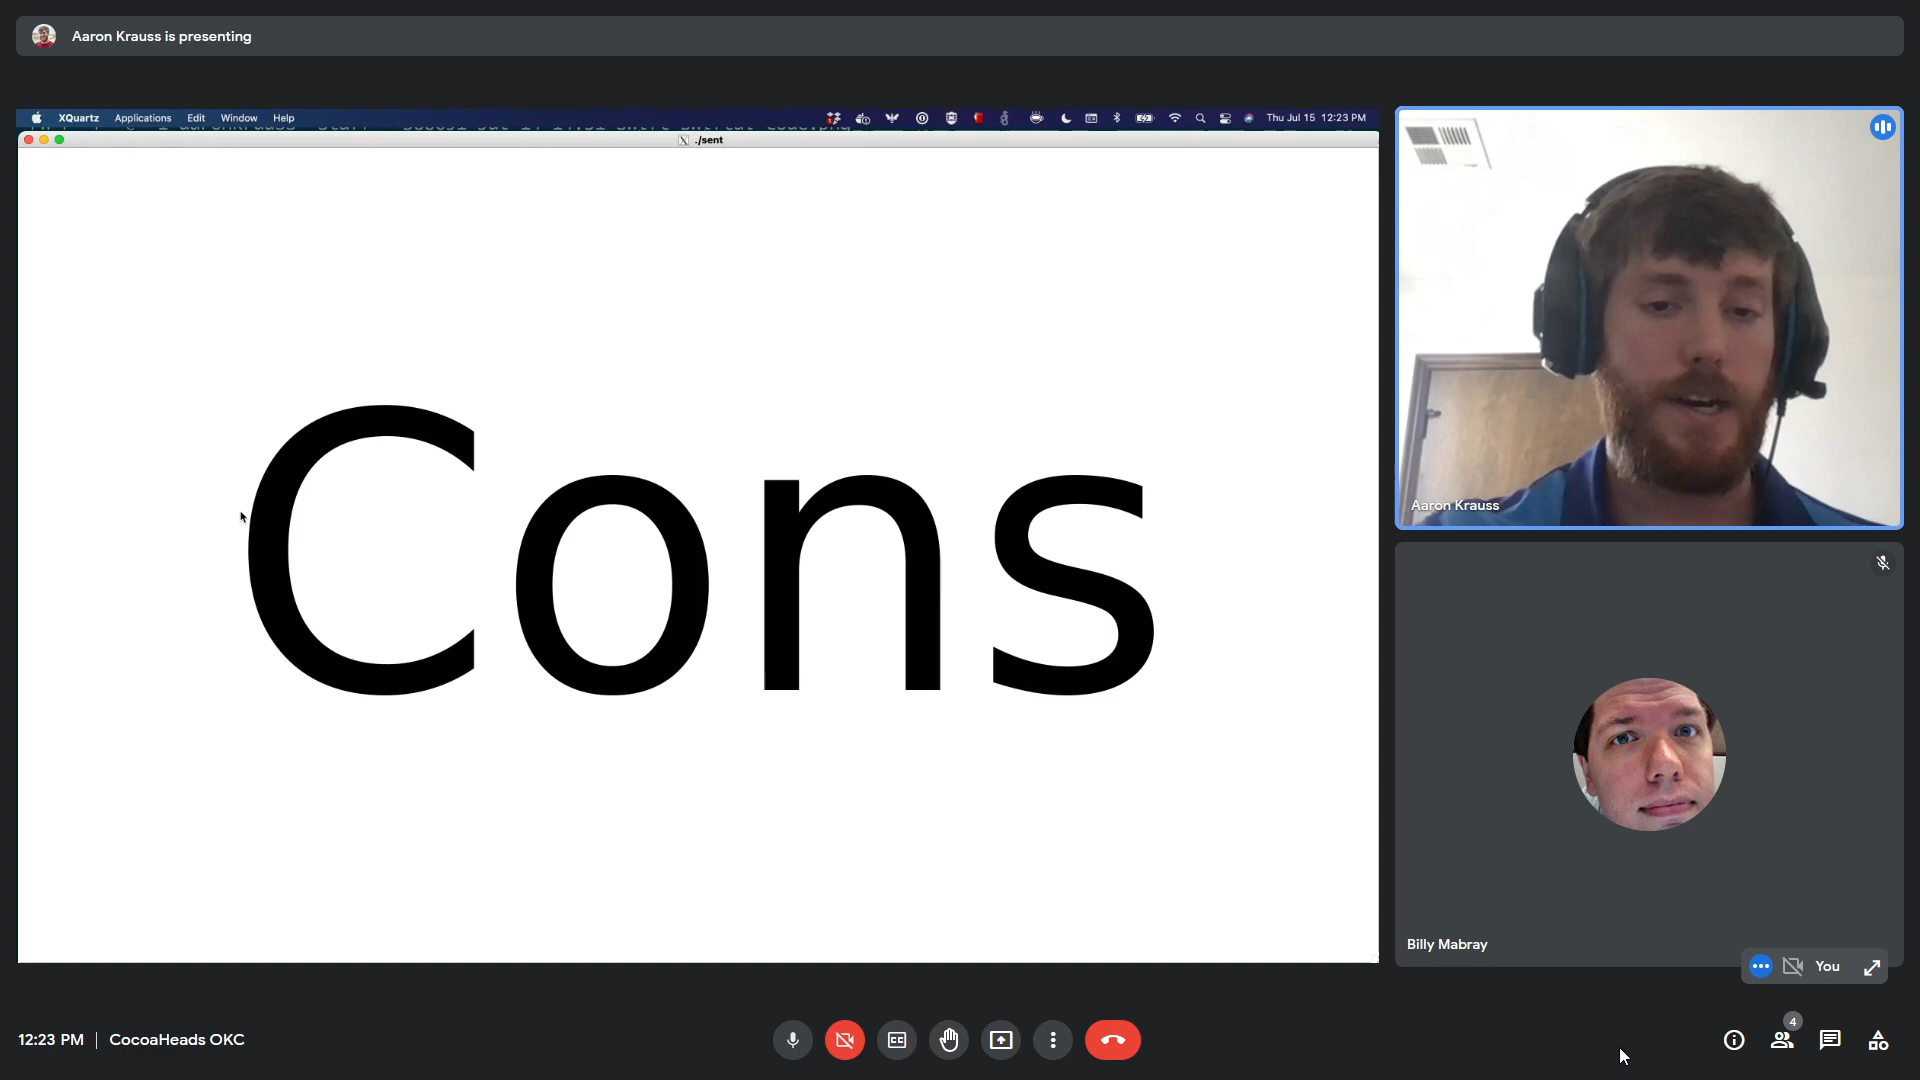 Aaron Krauss is presenting
XQuartz Applications Edit Window Help Thu Jul 15 12:23 PM
./sent
Cons
Aaron Krauss
Billy Mabray
You
12:23 PM | CocoaHeads OKC
4